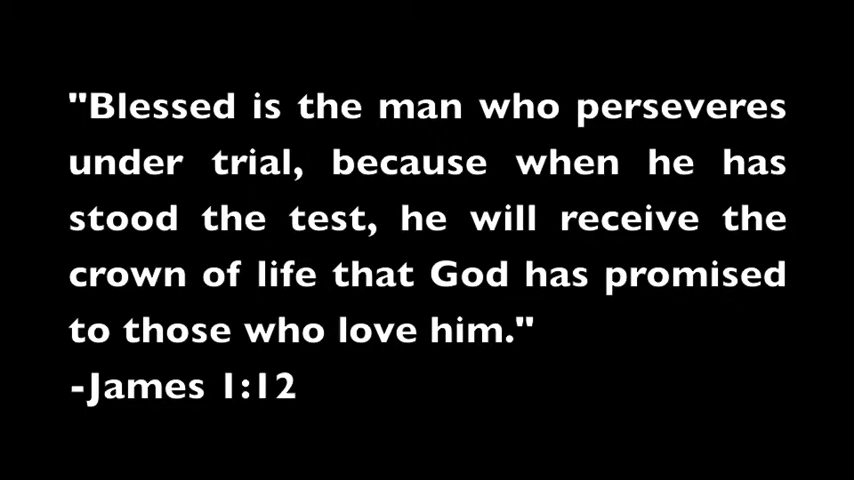 "Blessed is the man who perseveres
under trial, because when he has
stood the test, he will receive the
crown of life that God has promised
to those who love him."
-James 1:12